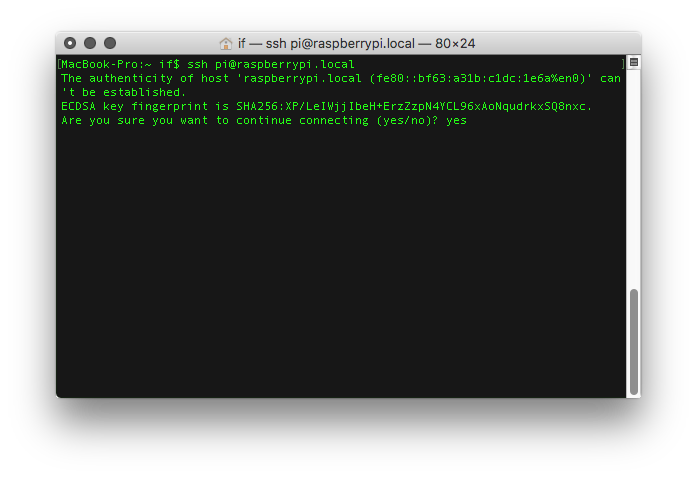 if — ssh pi@raspberrypi.local — 80×24
[MacBook-Pro:~ if$ ssh pi@raspberrypi.local ]
The authenticity of host 'raspberrypi.local (fe80::bf63:a31b:c1dc:1e6a%en0)' can
't be established.
ECDSA key fingerprint is SHA256:XP/LeIWjjIbeH+ErzZzpN4YCL96xAoNqudrkxSQ8nxc.
Are you sure you want to continue connecting (yes/no)? yes